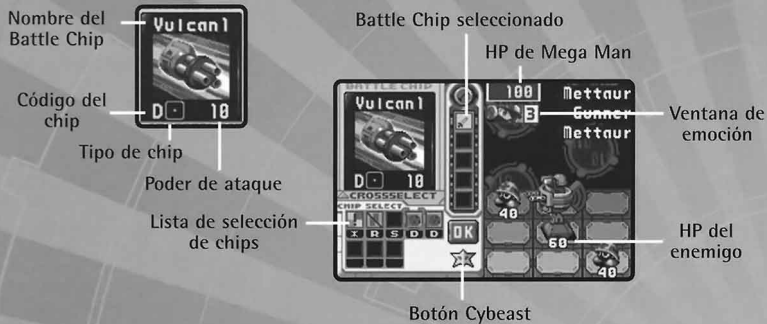 Nombre del
Battle Chip
Vulcan1
Código del
chip
D
10
Tipo de chip
Poder de ataque
Battle Chip seleccionado
HP de Mega Man
BATTLE CHIP
Vulcan1
D
10
CROSSSELECT
CHIP SELECT
I R S D D
OK
100
3
Mettaur
Gunner
Mettaur
40
60
40
Ventana de
emoción
Lista de selección
de chips
HP del
enemigo
Botón Cybeast